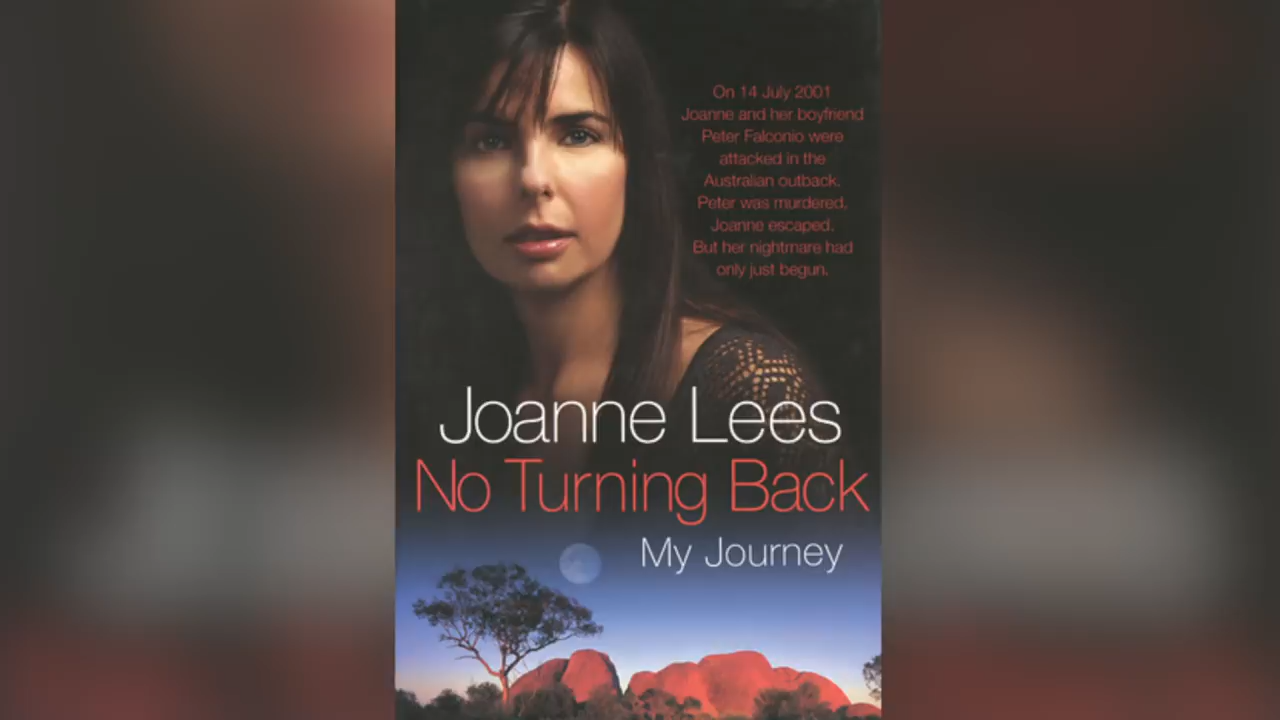 On 14 July 2001
Joanne and her boyfriend
Peter Falconio were
attacked in the
Australian outback.
Peter was murdered.
Joanne escaped.
But her nightmare had
only just begun.
Joanne Lees
No Turning Back
My Journey